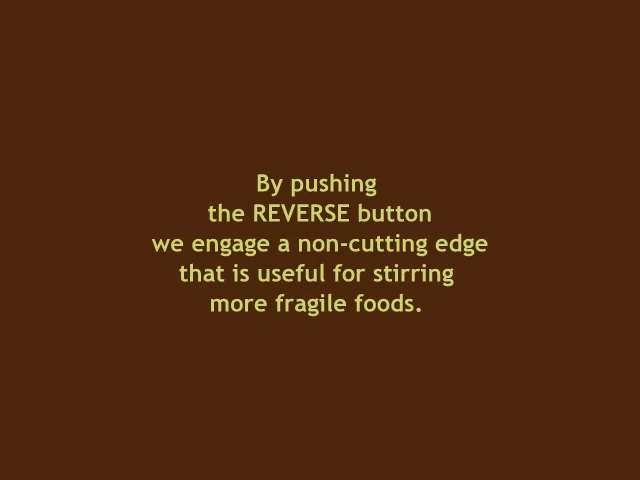 By pushing
the REVERSE button
we engage a non-cutting edge
that is useful for stirring
more fragile foods.